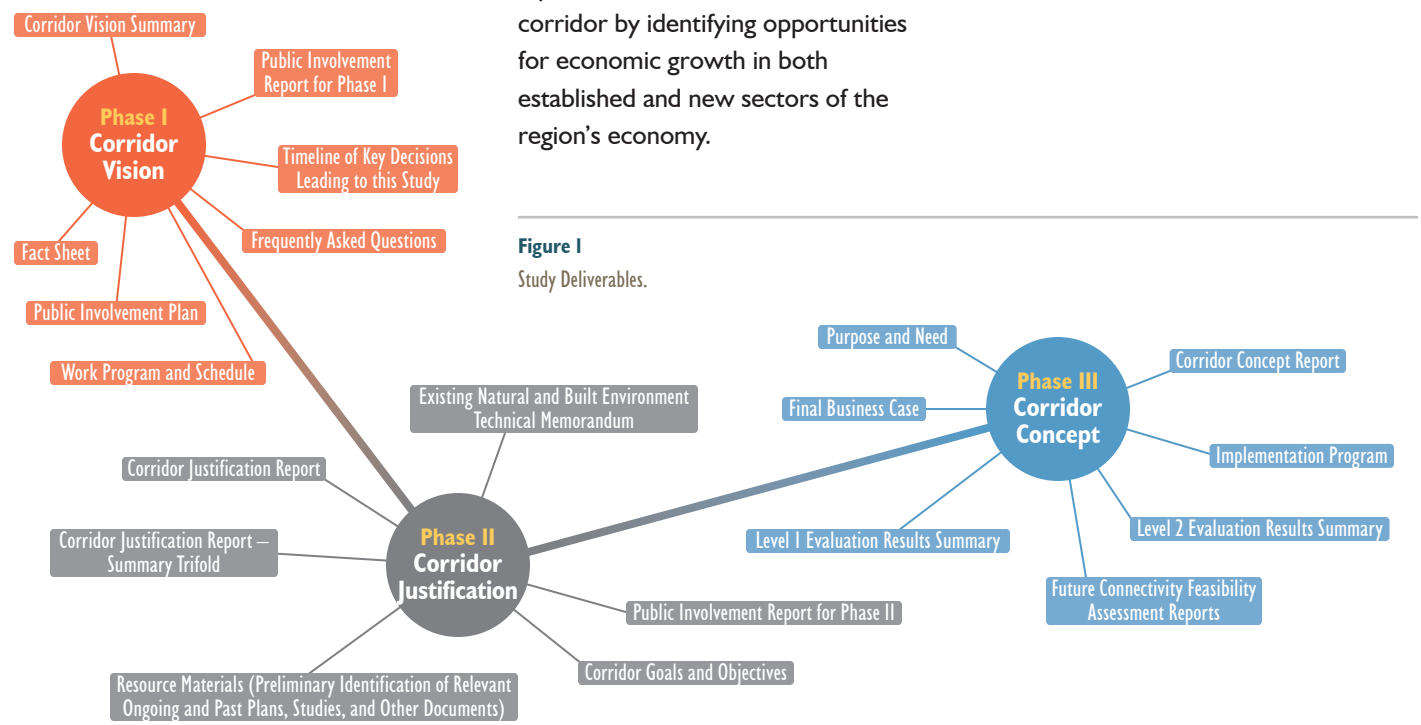 corridor by identifying opportunities
for economic growth in both
established and new sectors of the
region's economy.
Figure 1
Study Deliverables.
Corridor Vision Summary
Public Involvement
Report for Phase I
Phase I
Corridor
Vision
Timeline of Key Decisions
Leading to this Study
Frequently Asked Questions
Fact Sheet
Public Involvement Plan
Work Program and Schedule
Existing Natural and Built Environment
Technical Memorandum
Corridor Justification Report
Corridor Justification Report –
Summary Trifold
Phase II
Corridor
Justification
Public Involvement Report for Phase II
Corridor Goals and Objectives
Resource Materials (Preliminary Identification of Relevant
Ongoing and Past Plans, Studies, and Other Documents)
Purpose and Need
Corridor Concept Report
Phase III
Corridor
Concept
Final Business Case
Implementation Program
Level 1 Evaluation Results Summary
Level 2 Evaluation Results Summary
Future Connectivity Feasibility
Assessment Reports